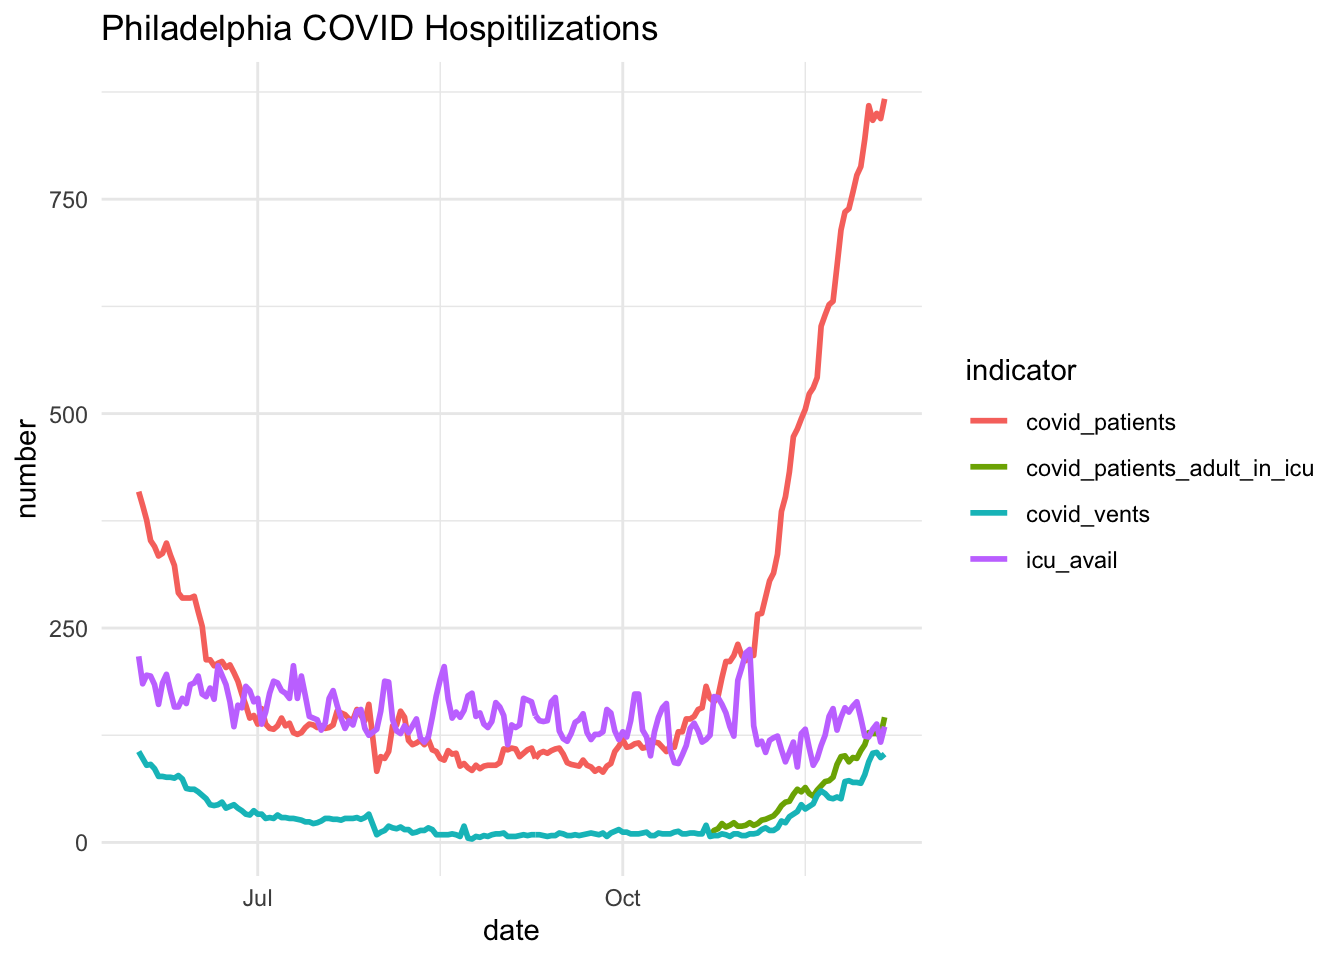 Philadelphia COVID Hospitilizations
750
500
250
0
number
Jul
Oct
date
indicator
covid_patients
covid_patients_adult_in_icu
covid_vents
icu_avail